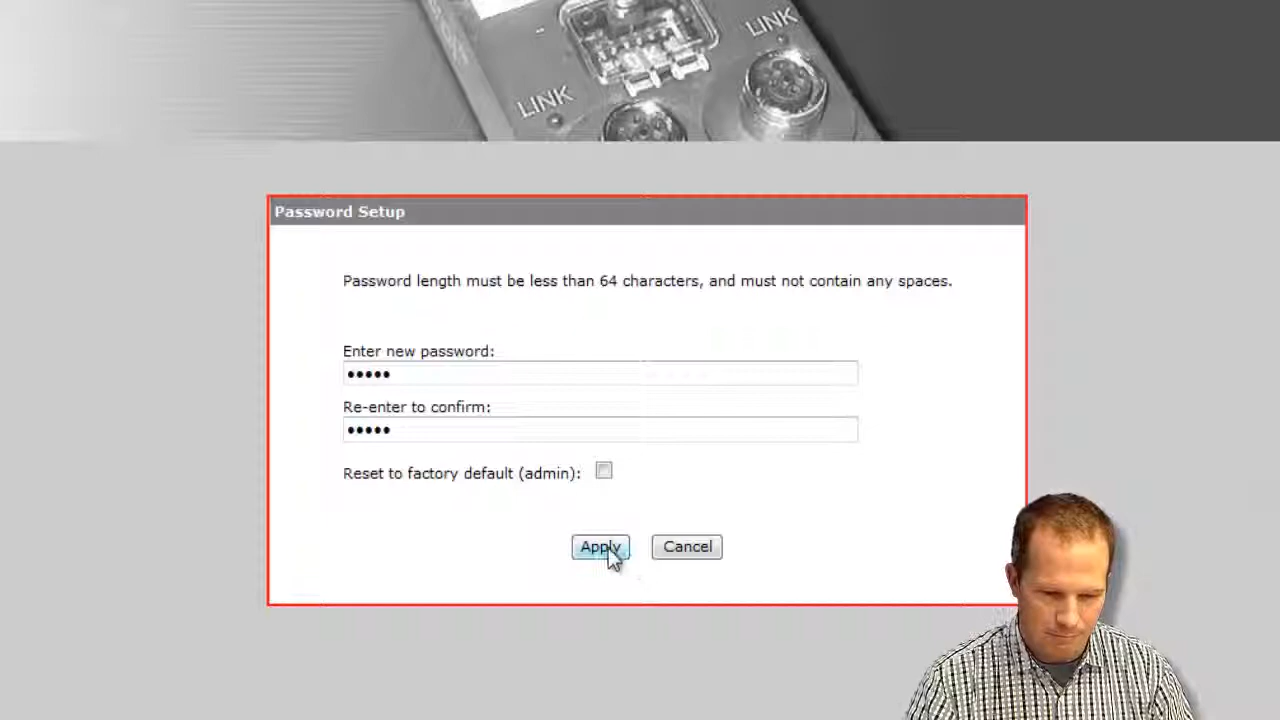 LINK
LINK
Password Setup
Password length must be less than 64 characters, and must not contain any spaces.
Enter new password:
•••••
Re-enter to confirm:
•••••
Reset to factory default (admin):
Apply Cancel